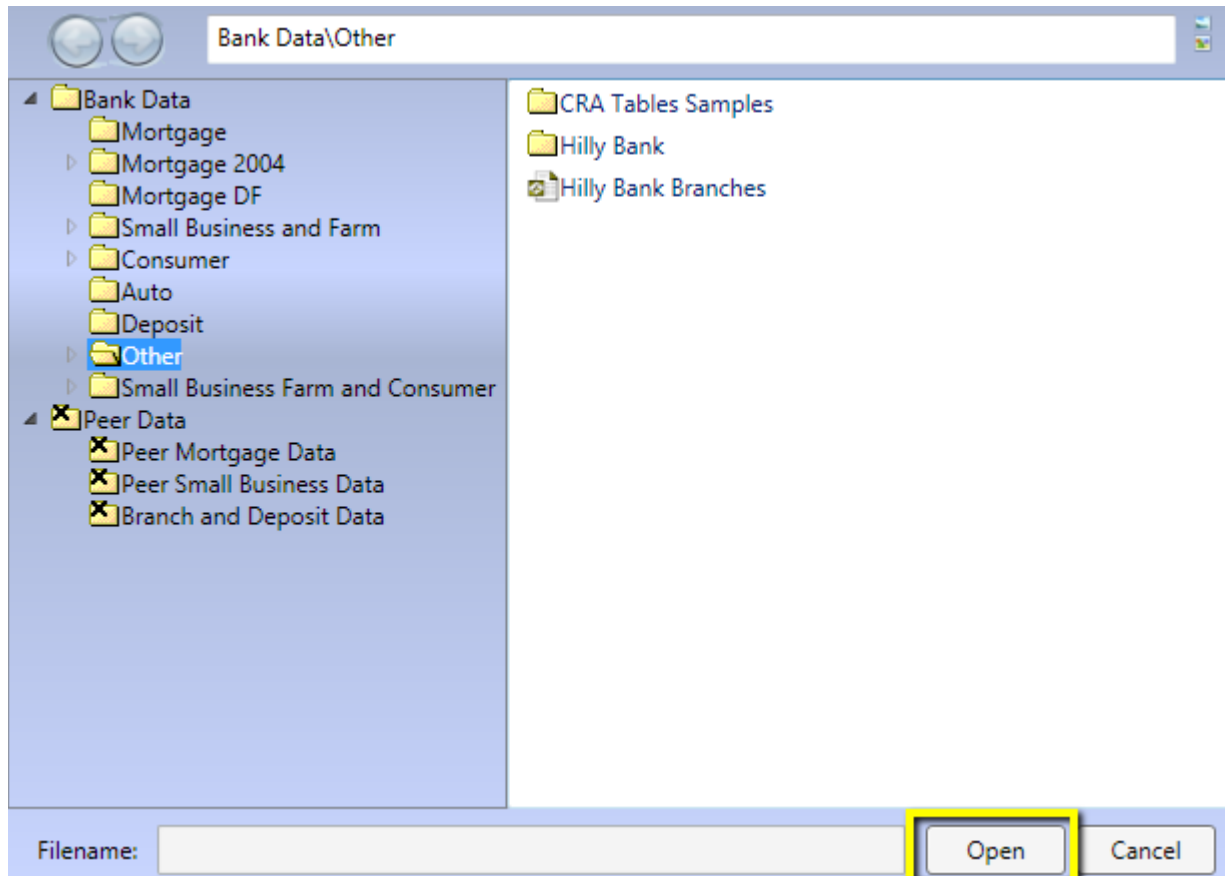 Bank Data\Other
Bank Data
Mortgage
Mortgage 2004
Mortgage DF
Small Business and Farm
Consumer
Auto
Deposit
Other
Small Business Farm and Consumer
Peer Data
Peer Mortgage Data
Peer Small Business Data
Branch and Deposit Data
CRA Tables Samples
Hilly Bank
Hilly Bank Branches
Filename:
Open
Cancel